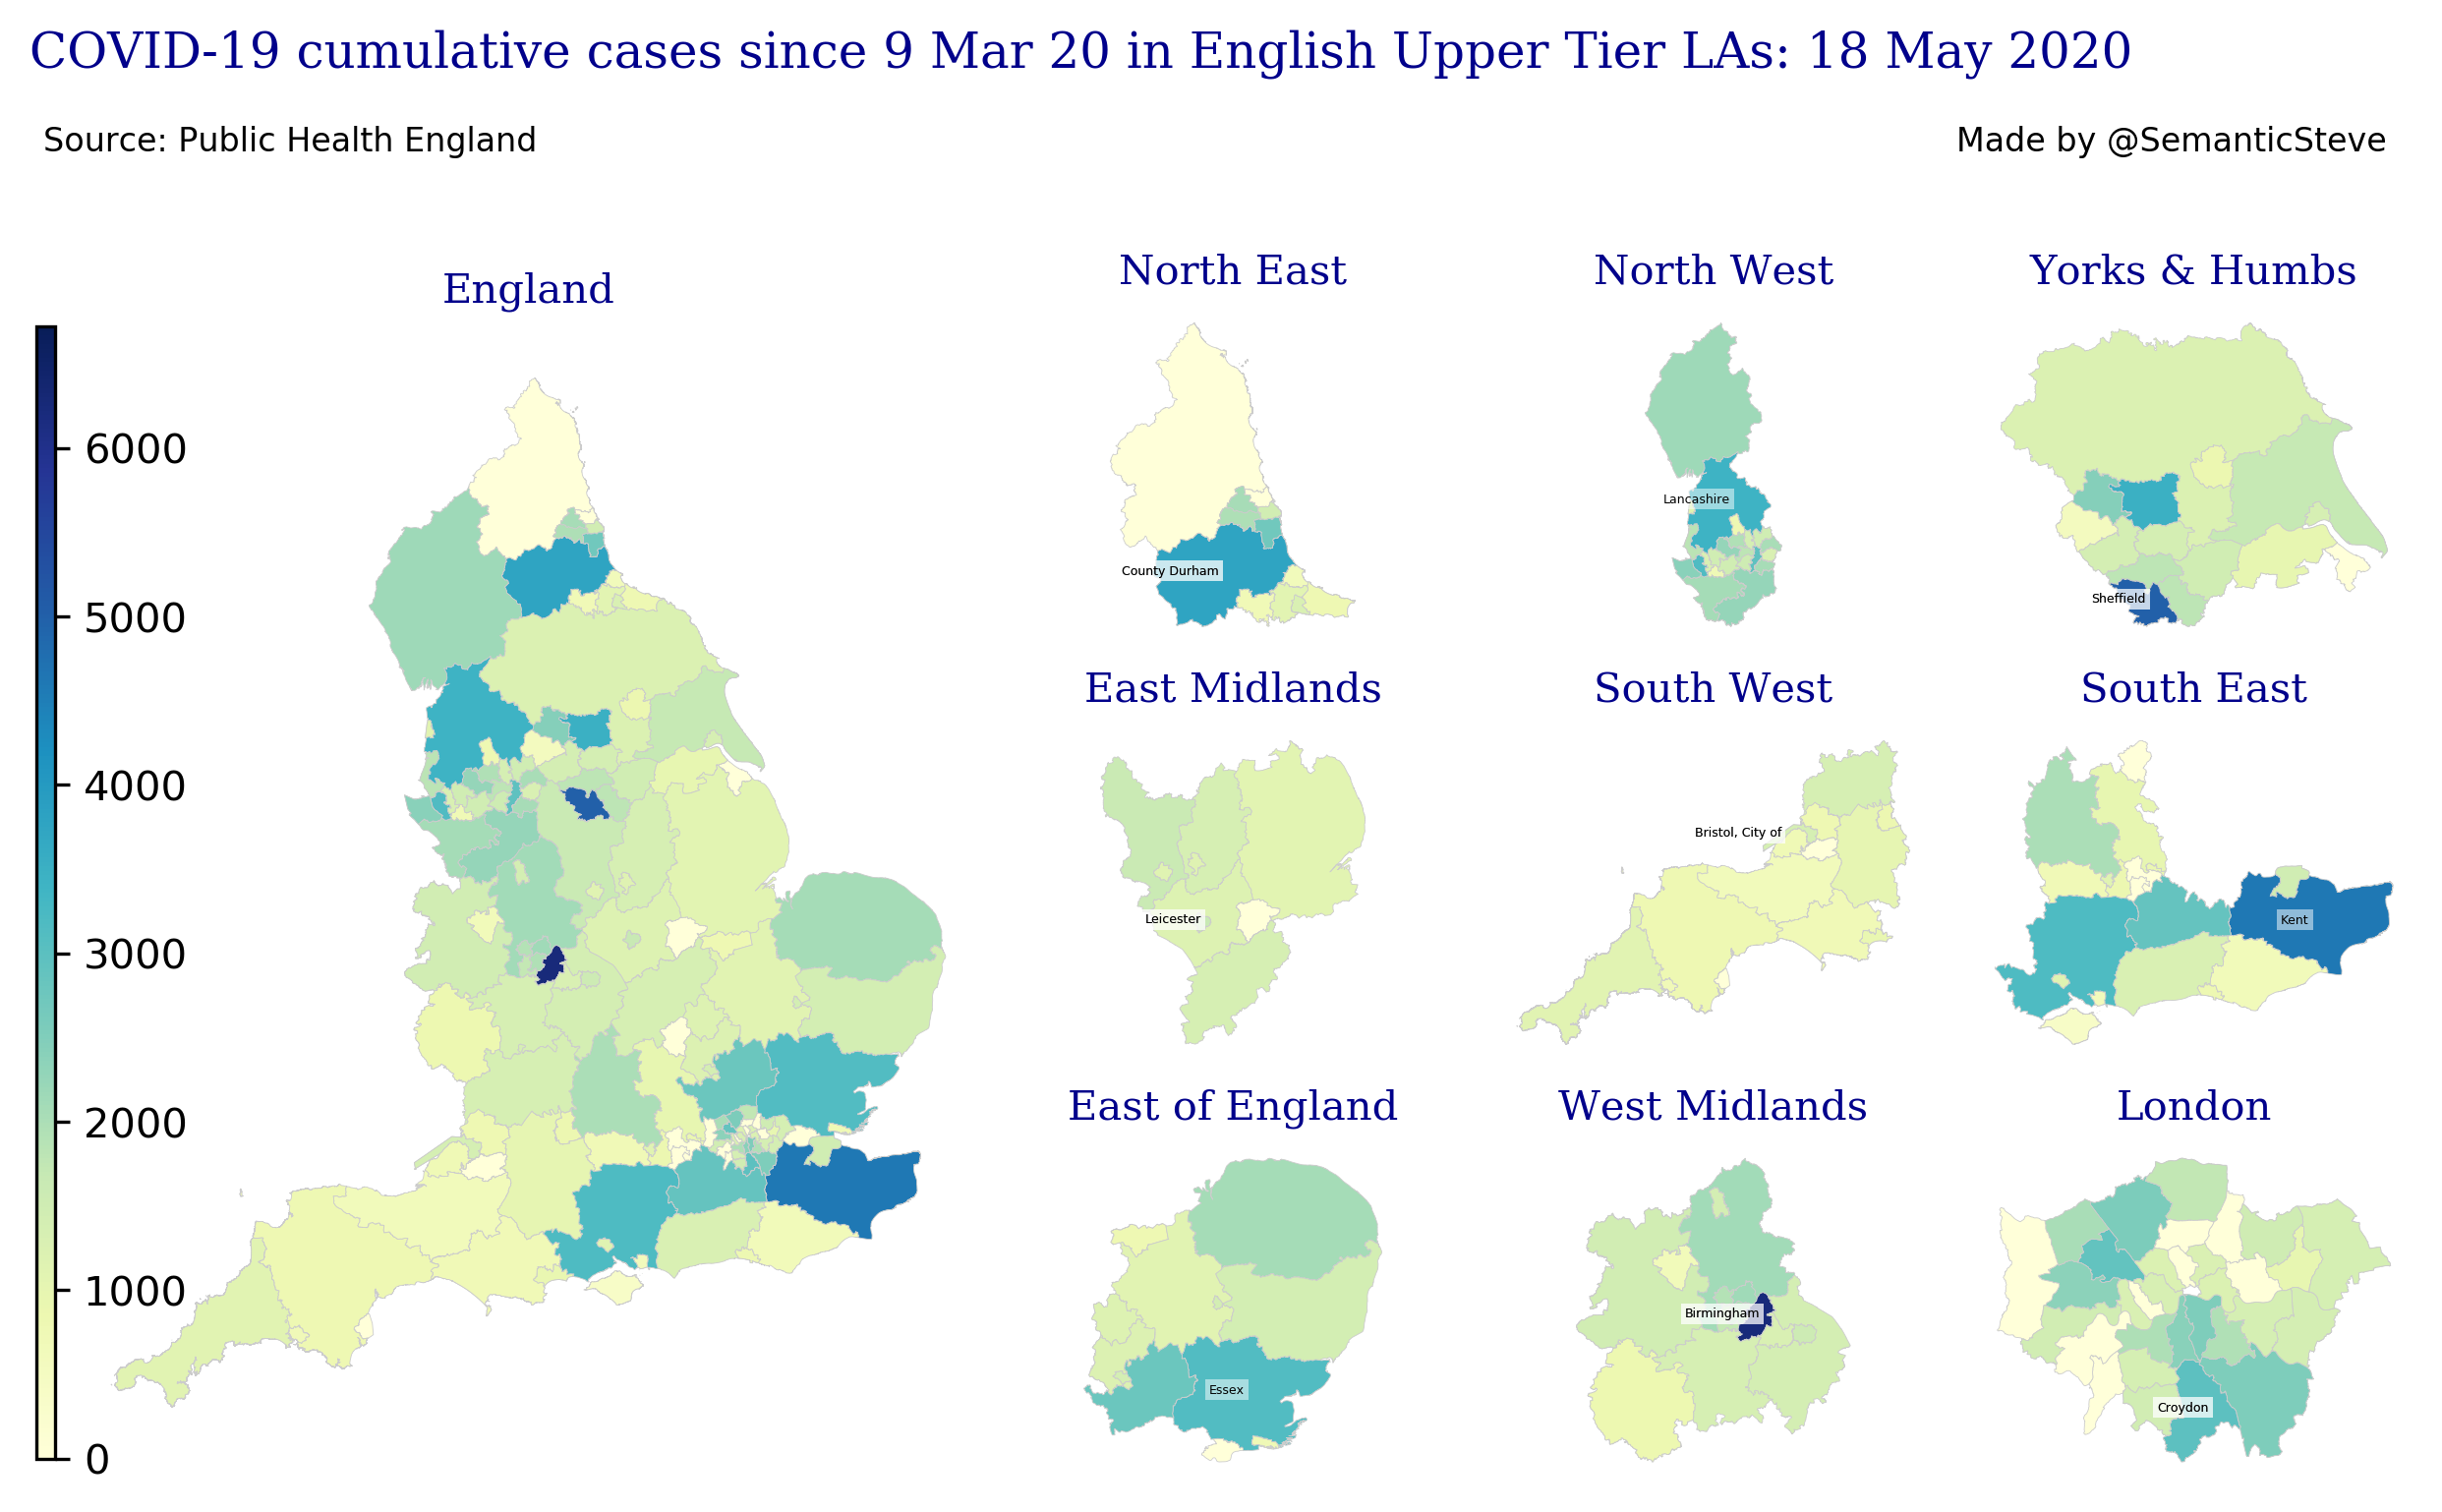 COVID-19 cumulative cases since 9 Mar 20 in English Upper Tier LAs: 18 May 2020
Source: Public Health England
Made by @SemanticSteve
England
6000
5000
4000
3000
2000
1000
0
North East
County Durham
North West
Lancashire
Yorks & Humbs
Sheffield
East Midlands
Leicester
South West
Bristol, City of
South East
Kent
East of England
Essex
West Midlands
Birmingham
London
Croydon